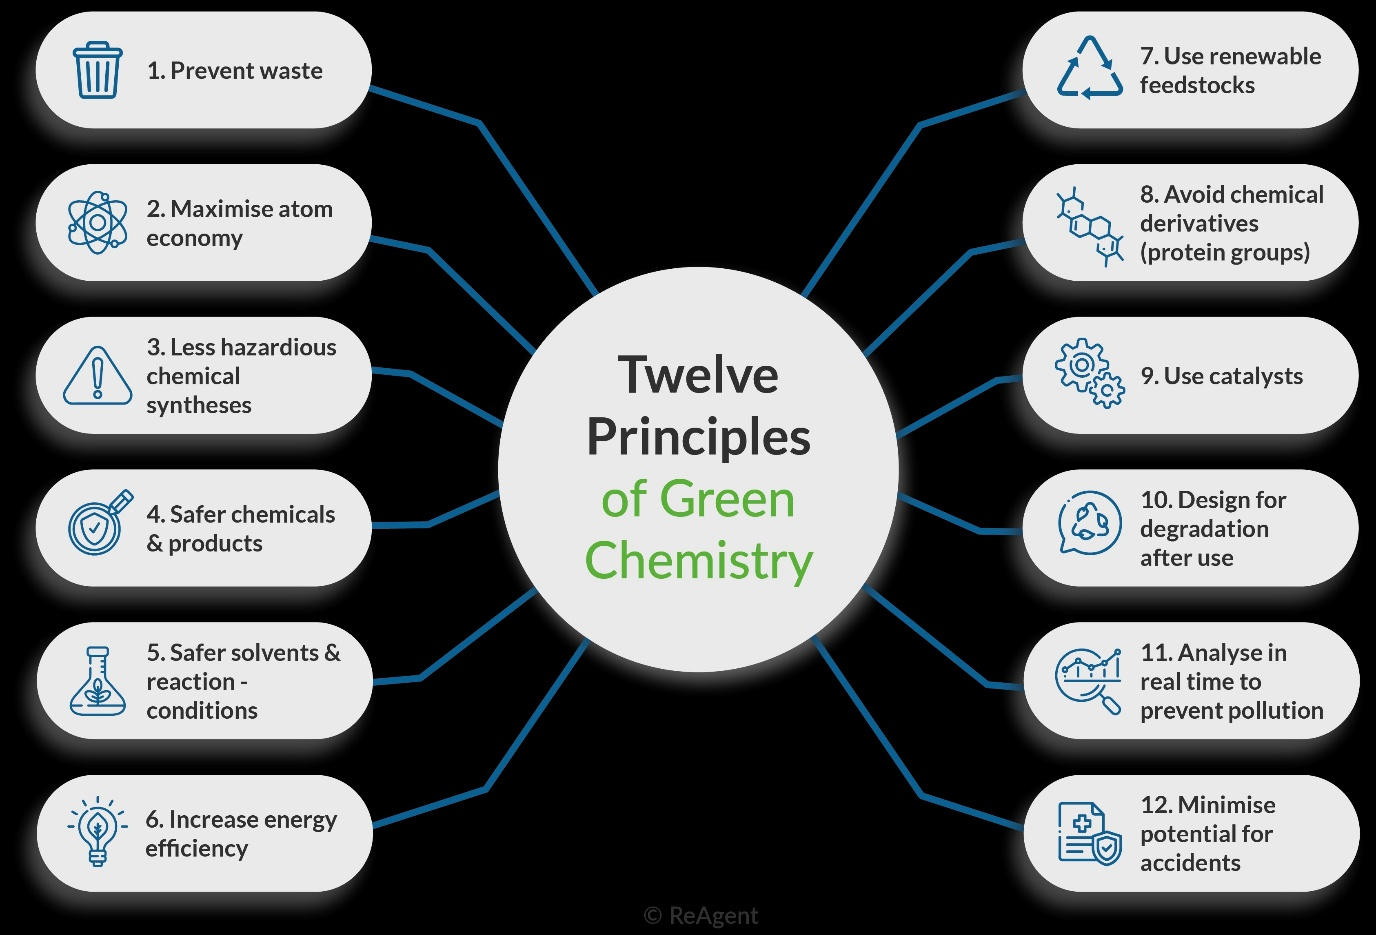 1. Prevent waste
2. Maximise atom
economy
3. Less hazardious
chemical
syntheses
4. Safer chemicals
& products
5. Safer solvents &
reaction -
conditions
6. Increase energy
efficiency
Twelve
Principles
of Green
Chemistry
7. Use renewable
feedstocks
8. Avoid chemical
derivatives
(protein groups)
9. Use catalysts
10. Design for
degradation
after use
11. Analyse in
real time to
prevent pollution
12. Minimise
potential for
accidents
© ReAgent